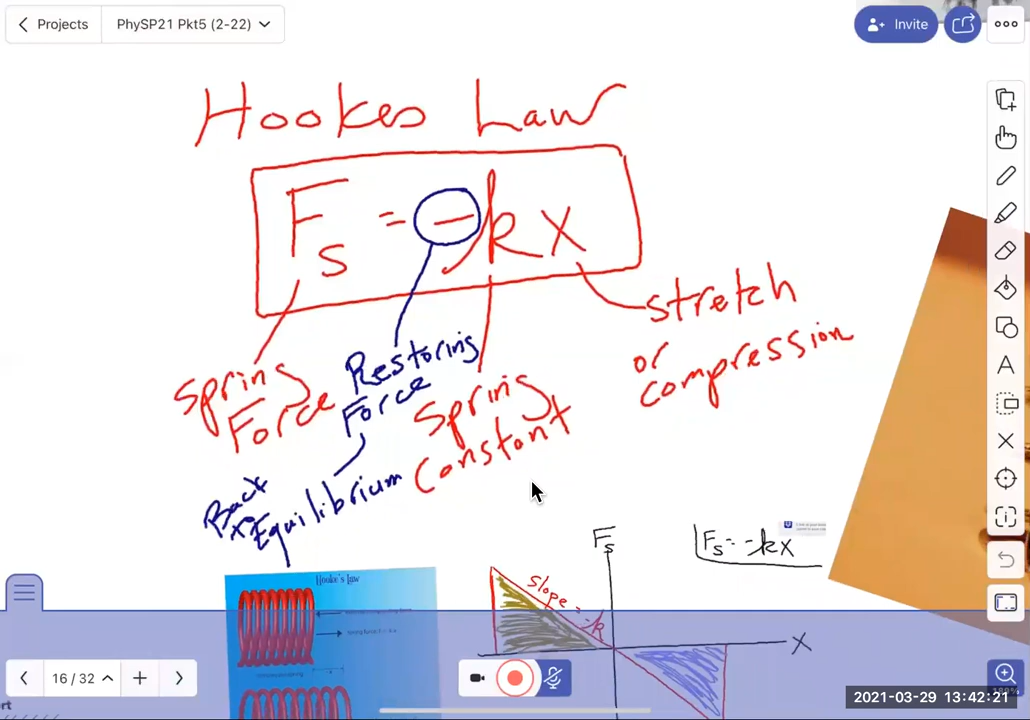 Projects
PhySP21 Pkt5 (2-22)
Invite
Hookes Law
Fs = -kx
stretch
or
compression
Spring
Force
Restoring
Force
Spring
Constant
Back
to
Equilibrium
Fs
Fs = -kx
Hooke's Law
slope = -k
X
16 / 32
2021-03-29 13:42:21